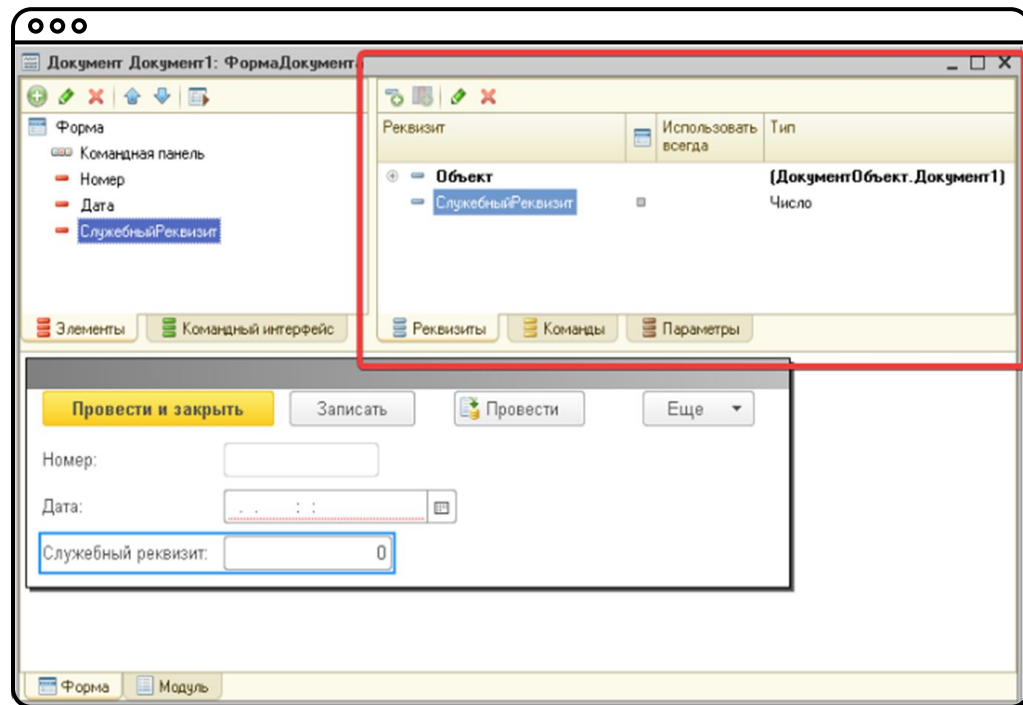 Документ Документ1: ФормаДокумента
Форма
Командная панель
Номер
Дата
СлужебныйРеквизит
Элементы
Командный интерфейс
Реквизит
Использовать всегда
Тип
Объект
(ДокументОбъект.Документ1)
СлужебныйРеквизит
Число
Реквизиты
Команды
Параметры
Провести и закрыть
Записать
Провести
Еще
Номер:
Дата:
. . : :
Служебный реквизит:
0
Форма
Модуль